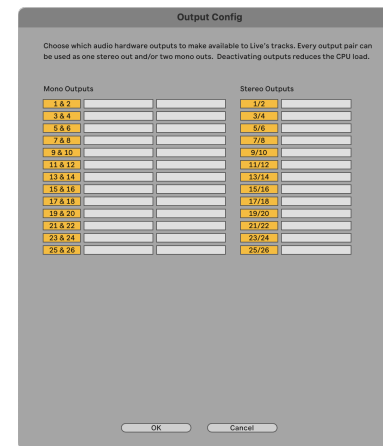 Output Config
Choose which audio hardware outputs to make available to Live's tracks. Every output pair can
be used as one stereo out and/or two mono outs.  Deactivating outputs reduces the CPU load.
Mono Outputs
Stereo Outputs
1 & 2
1/2
3 & 4
3/4
5 & 6
5/6
7 & 8
7/8
9 & 10
9/10
11 & 12
11/12
13 & 14
13/14
15 & 16
15/16
17 & 18
17/18
19 & 20
19/20
21 & 22
21/22
23 & 24
23/24
25 & 26
25/26
OK
Cancel